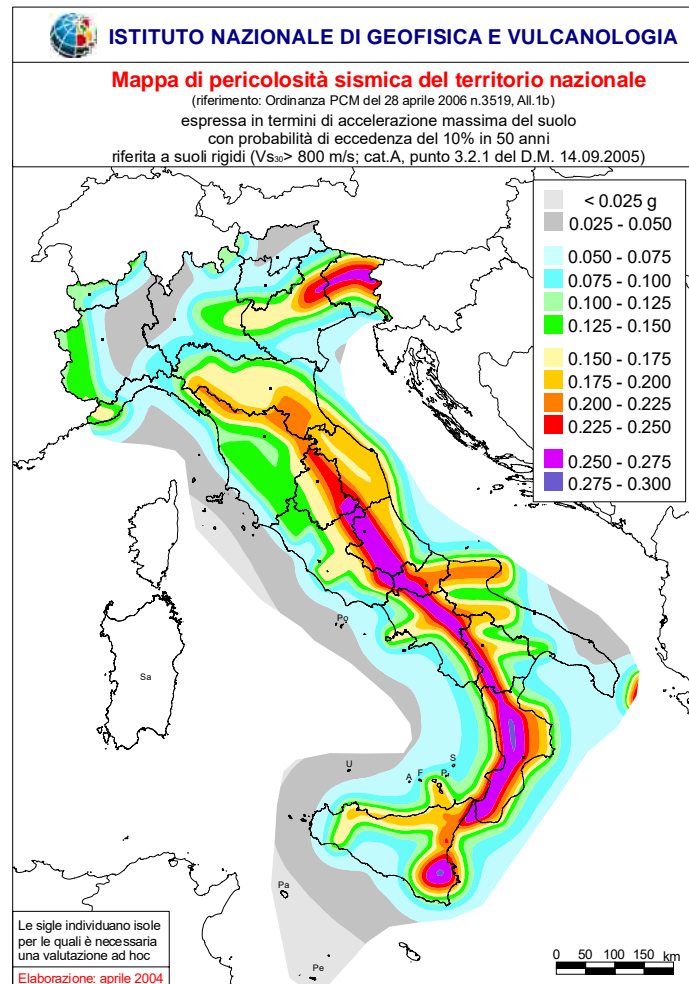 ISTITUTO NAZIONALE DI GEOFISICA E VULCANOLOGIA
Mappa di pericolosità sismica del territorio nazionale
(riferimento: Ordinanza PCM del 28 aprile 2006 n.3519, All.1b)
espressa in termini di accelerazione massima del suolo
con probabilità di eccedenza del 10% in 50 anni
riferita a suoli rigidi (Vs₃₀> 800 m/s; cat.A, punto 3.2.1 del D.M. 14.09.2005)
< 0.025 g
0.025 - 0.050
0.050 - 0.075
0.075 - 0.100
0.100 - 0.125
0.125 - 0.150
0.150 - 0.175
0.175 - 0.200
0.200 - 0.225
0.225 - 0.250
0.250 - 0.275
0.275 - 0.300
Po
Sa
U
A
F
P
S
Pa
Pe
Le sigle individuano isole
per le quali è necessaria
una valutazione ad hoc
Elaborazione: aprile 2004
0 50 100 150 km